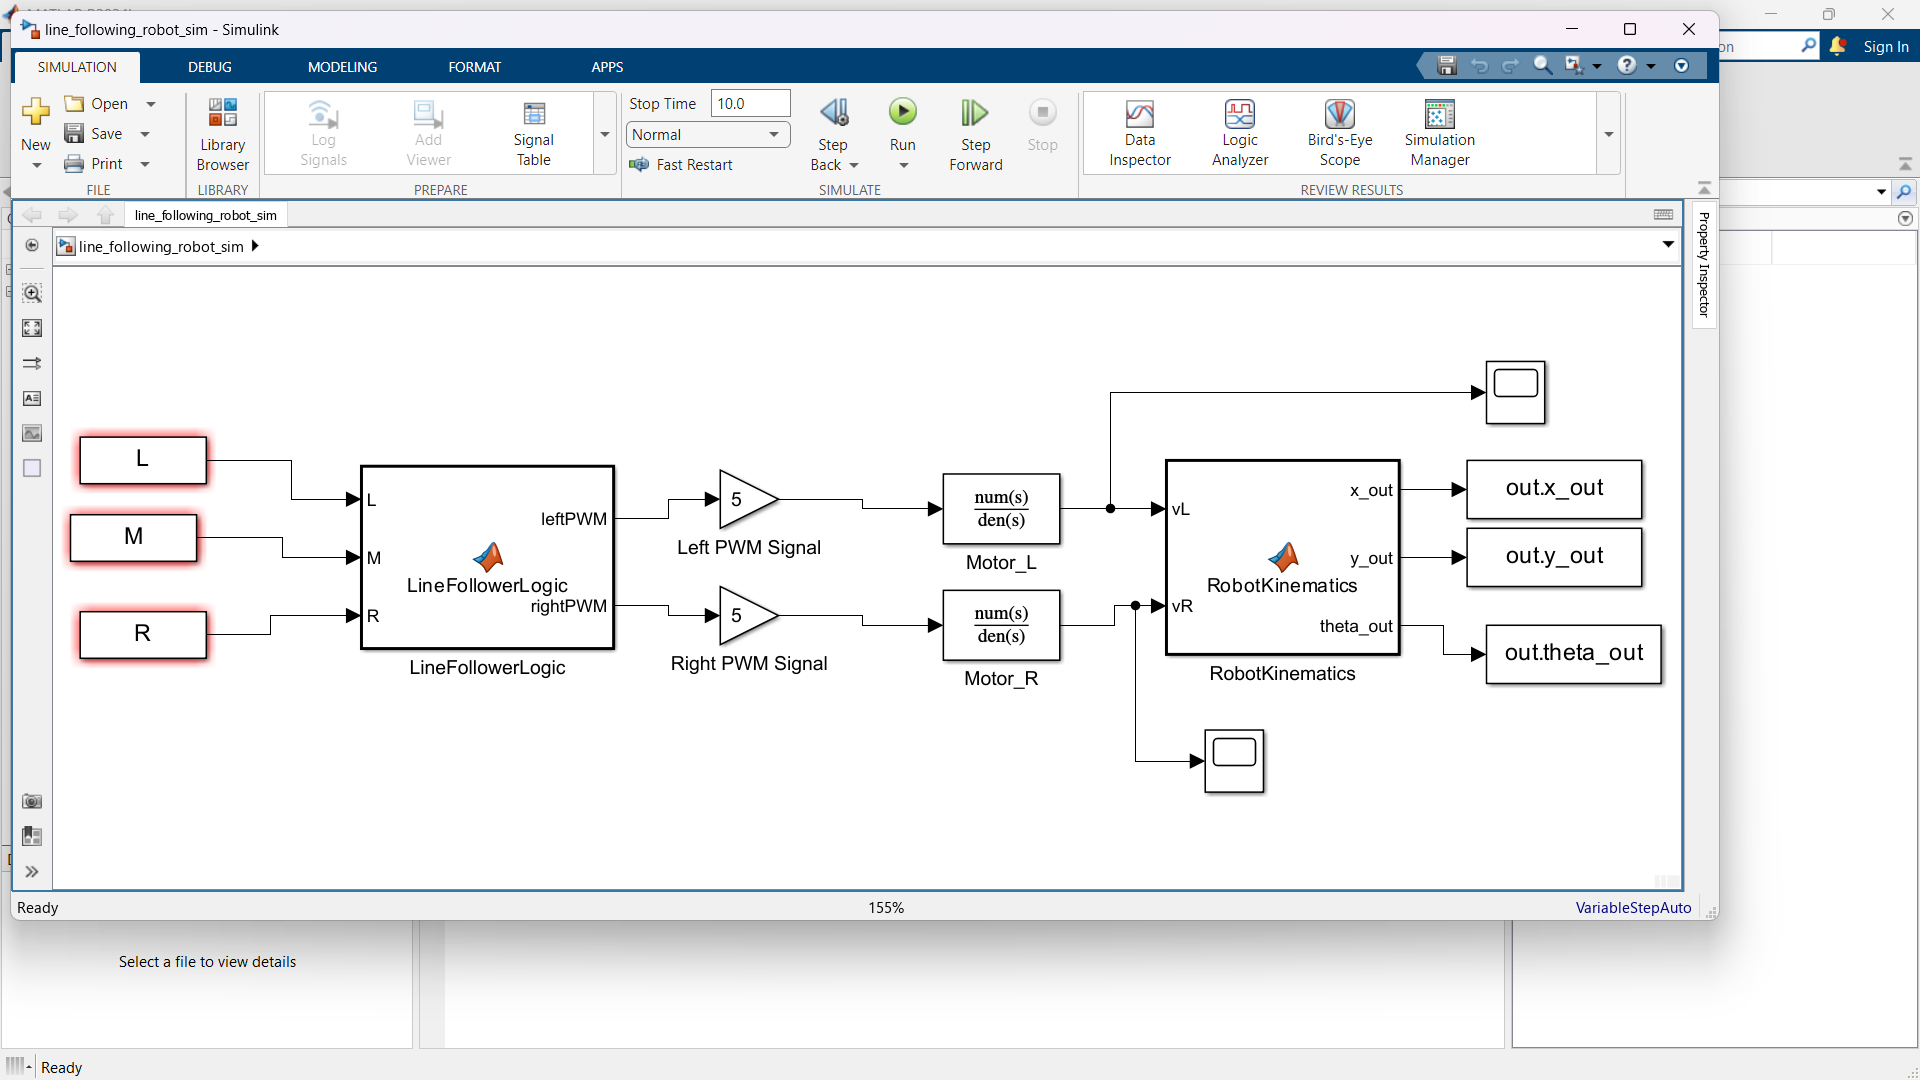 line_following_robot_sim - Simulink
on
Sign In
SIMULATION
DEBUG
MODELING
FORMAT
APPS
New
Open
Save
Print
FILE
Library
Browser
LIBRARY
Log
Signals
Add
Viewer
Signal
Table
PREPARE
Stop Time
10.0
Normal
Fast Restart
Step
Back
Run
Step
Forward
Stop
SIMULATE
Data
Inspector
Logic
Analyzer
Bird's-Eye
Scope
Simulation
Manager
REVIEW RESULTS
line_following_robot_sim
line_following_robot_sim
Property Inspector
L
M
R
L
M
R
leftPWM
rightPWM
LineFollowerLogic
LineFollowerLogic
5
Left PWM Signal
5
Right PWM Signal
num(s)
den(s)
Motor_L
num(s)
den(s)
Motor_R
vL
vR
x_out
y_out
theta_out
RobotKinematics
RobotKinematics
out.x_out
out.y_out
out.theta_out
Ready
155%
VariableStepAuto
Select a file to view details
Ready